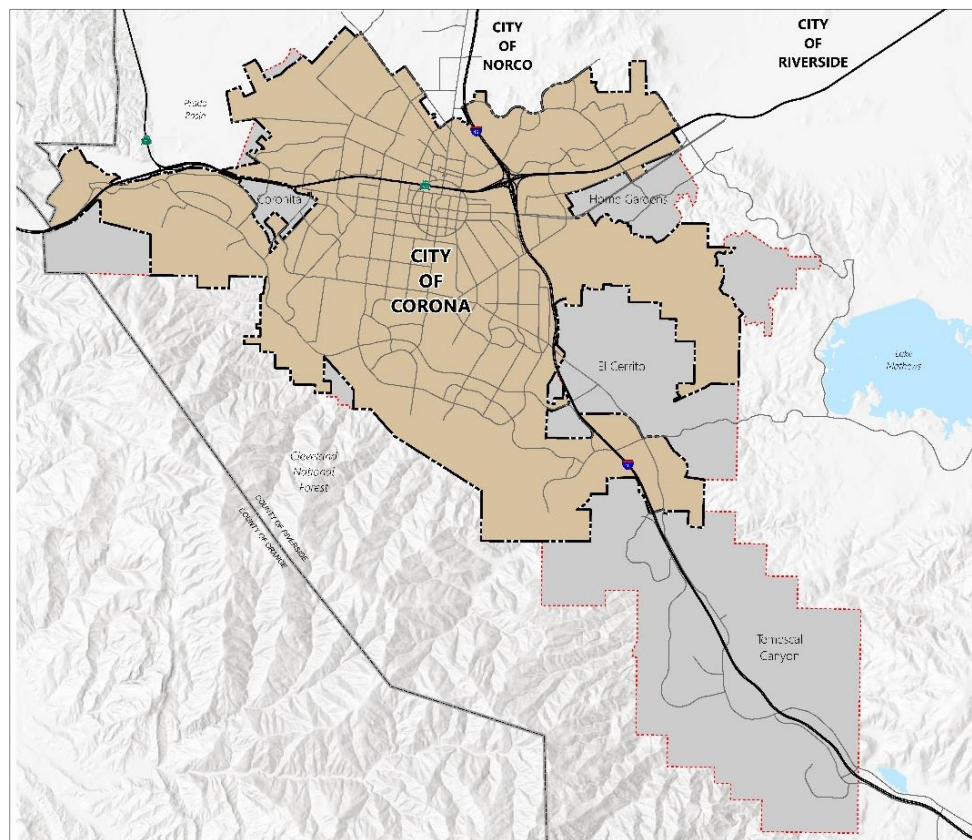 CITY
OF
NORCO
CITY
OF
RIVERSIDE
Prado
Basin
Coronita
Home Gardens
CITY
OF
CORONA
El Cerrito
Lake
Mathews
Cleveland
National
Forest
COUNTY OF RIVERSIDE
COUNTY OF ORANGE
Temescal
Canyon